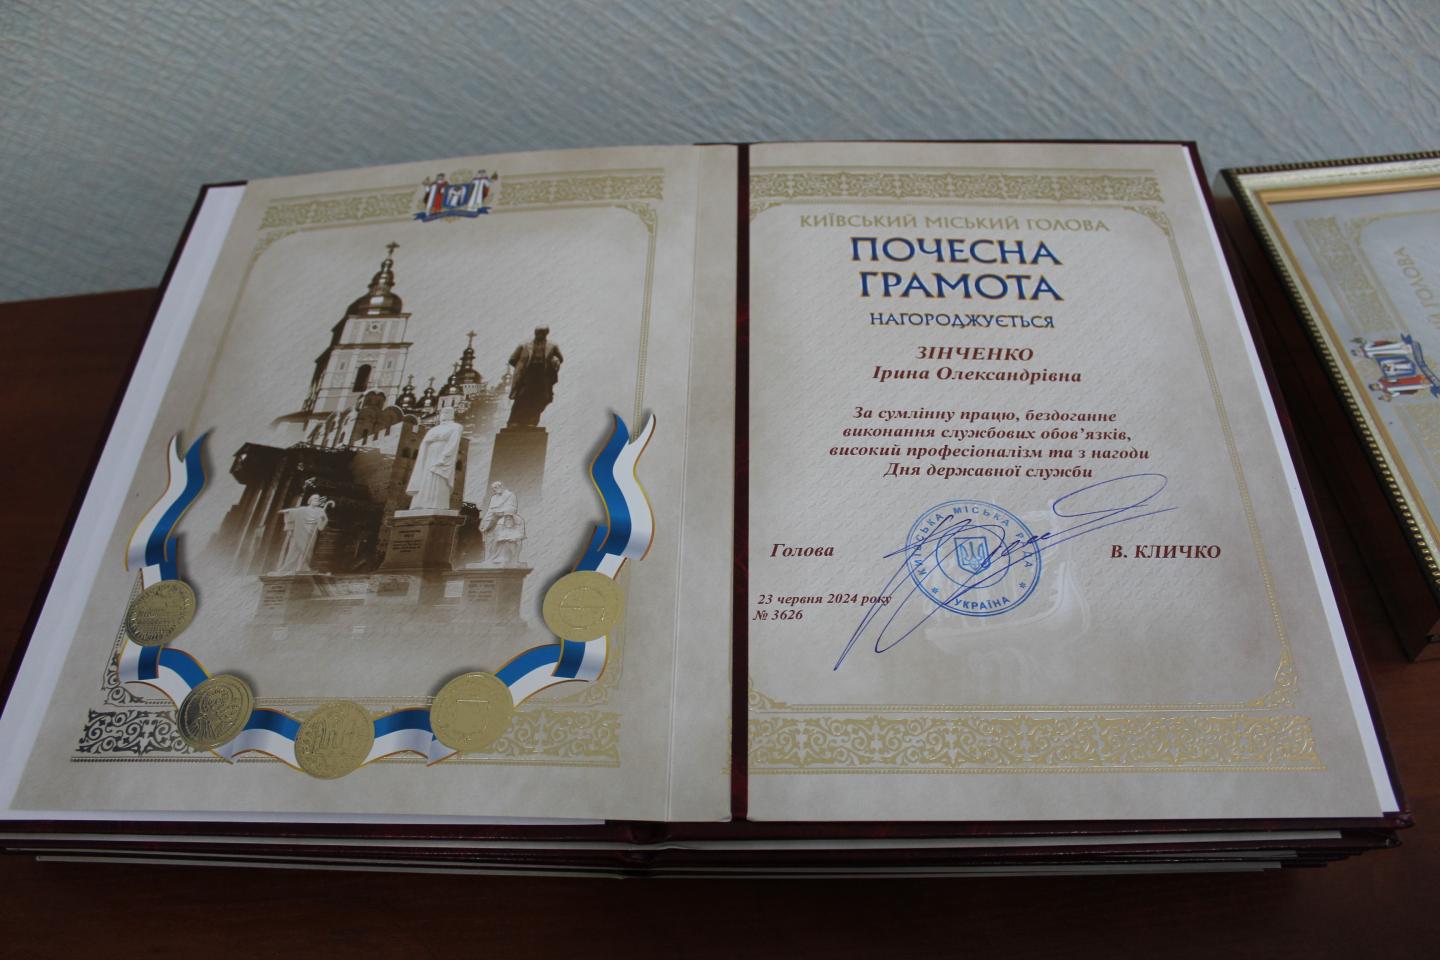 КИЇВСЬКИЙ МІСЬКИЙ ГОЛОВА
ПОЧЕСНА
ГРАМОТА
НАГОРОДЖУЄТЬСЯ
ЗІНЧЕНКО
Ірина Олександрівна
За сумлінну працю, бездоганне
виконання службових обов’язків,
високий професіоналізм та з нагоди
Дня державної служби
Голова
КИЇВСЬКА МІСЬКА РАДА
* УКРАЇНА *
В. КЛИЧКО
23 червня 2024 року
№ 3626
ГОЛОВА